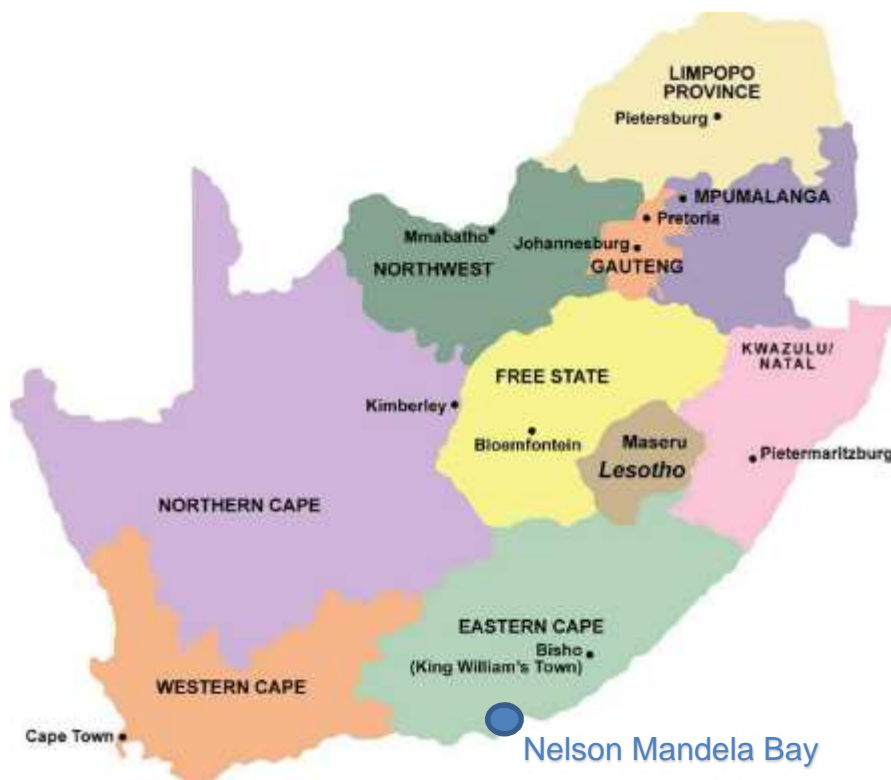 LIMPOPO
PROVINCE
Pietersburg
MPUMALANGA
Pretoria
Mmabatho
Johannesburg
NORTHWEST
GAUTENG
KWAZULU/
NATAL
FREE STATE
Kimberley
Bloemfontein
Maseru
Lesotho
Pietermaritzburg
NORTHERN CAPE
EASTERN CAPE
Bisho
(King William's Town)
WESTERN CAPE
Cape Town
Nelson Mandela Bay